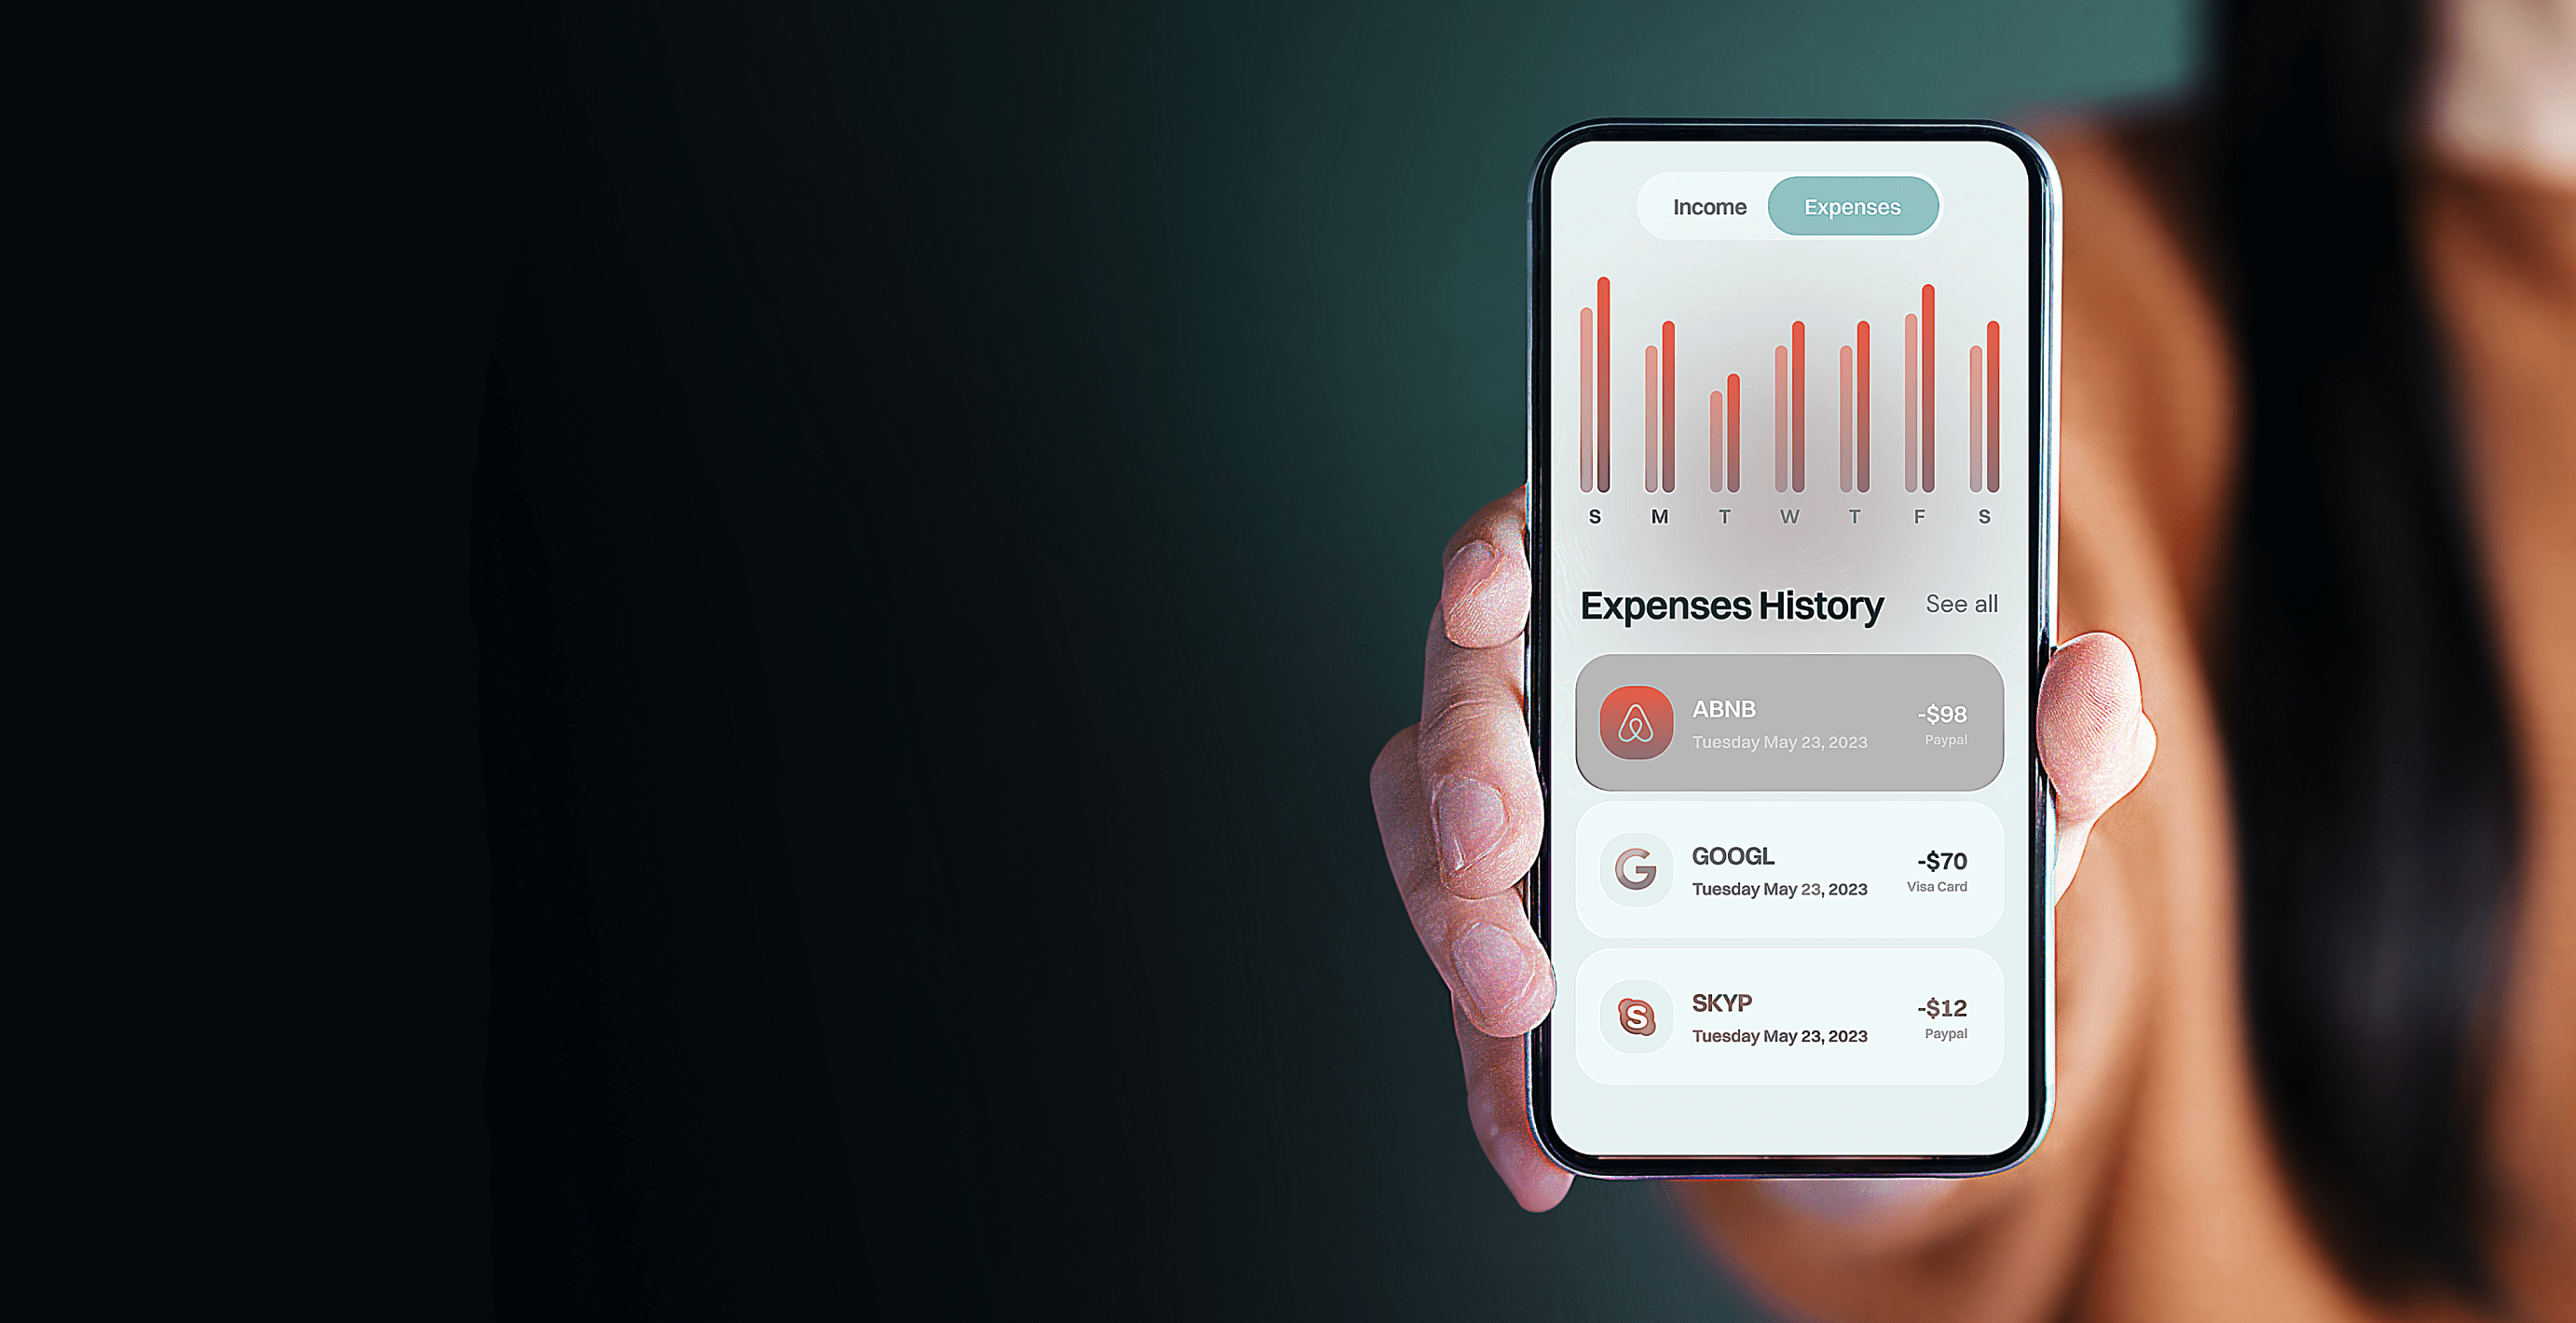 Income Expenses
S M T W T F S
Expenses History See all
ABNB -$98
Tuesday May 23, 2023 Paypal
GOOGL -$70
Tuesday May 23, 2023 Visa Card
SKYP -$12
Tuesday May 23, 2023 Paypal